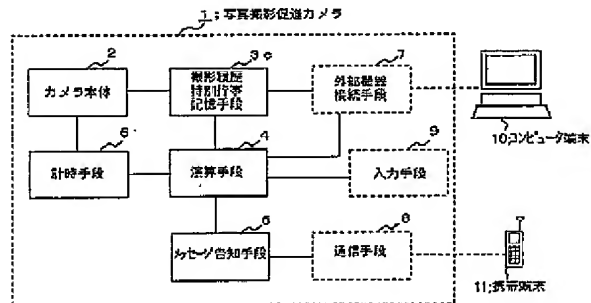 1;写真撮影促進カメラ
2
カメラ本体
3
撮影履歴
特別行事
記憶手段
7
外部機器
接続手段
10;コンピュータ端末
6
計時手段
4
演算手段
9
入力手段
5
メッセージ告知手段
8
通信手段
11;携帯端末